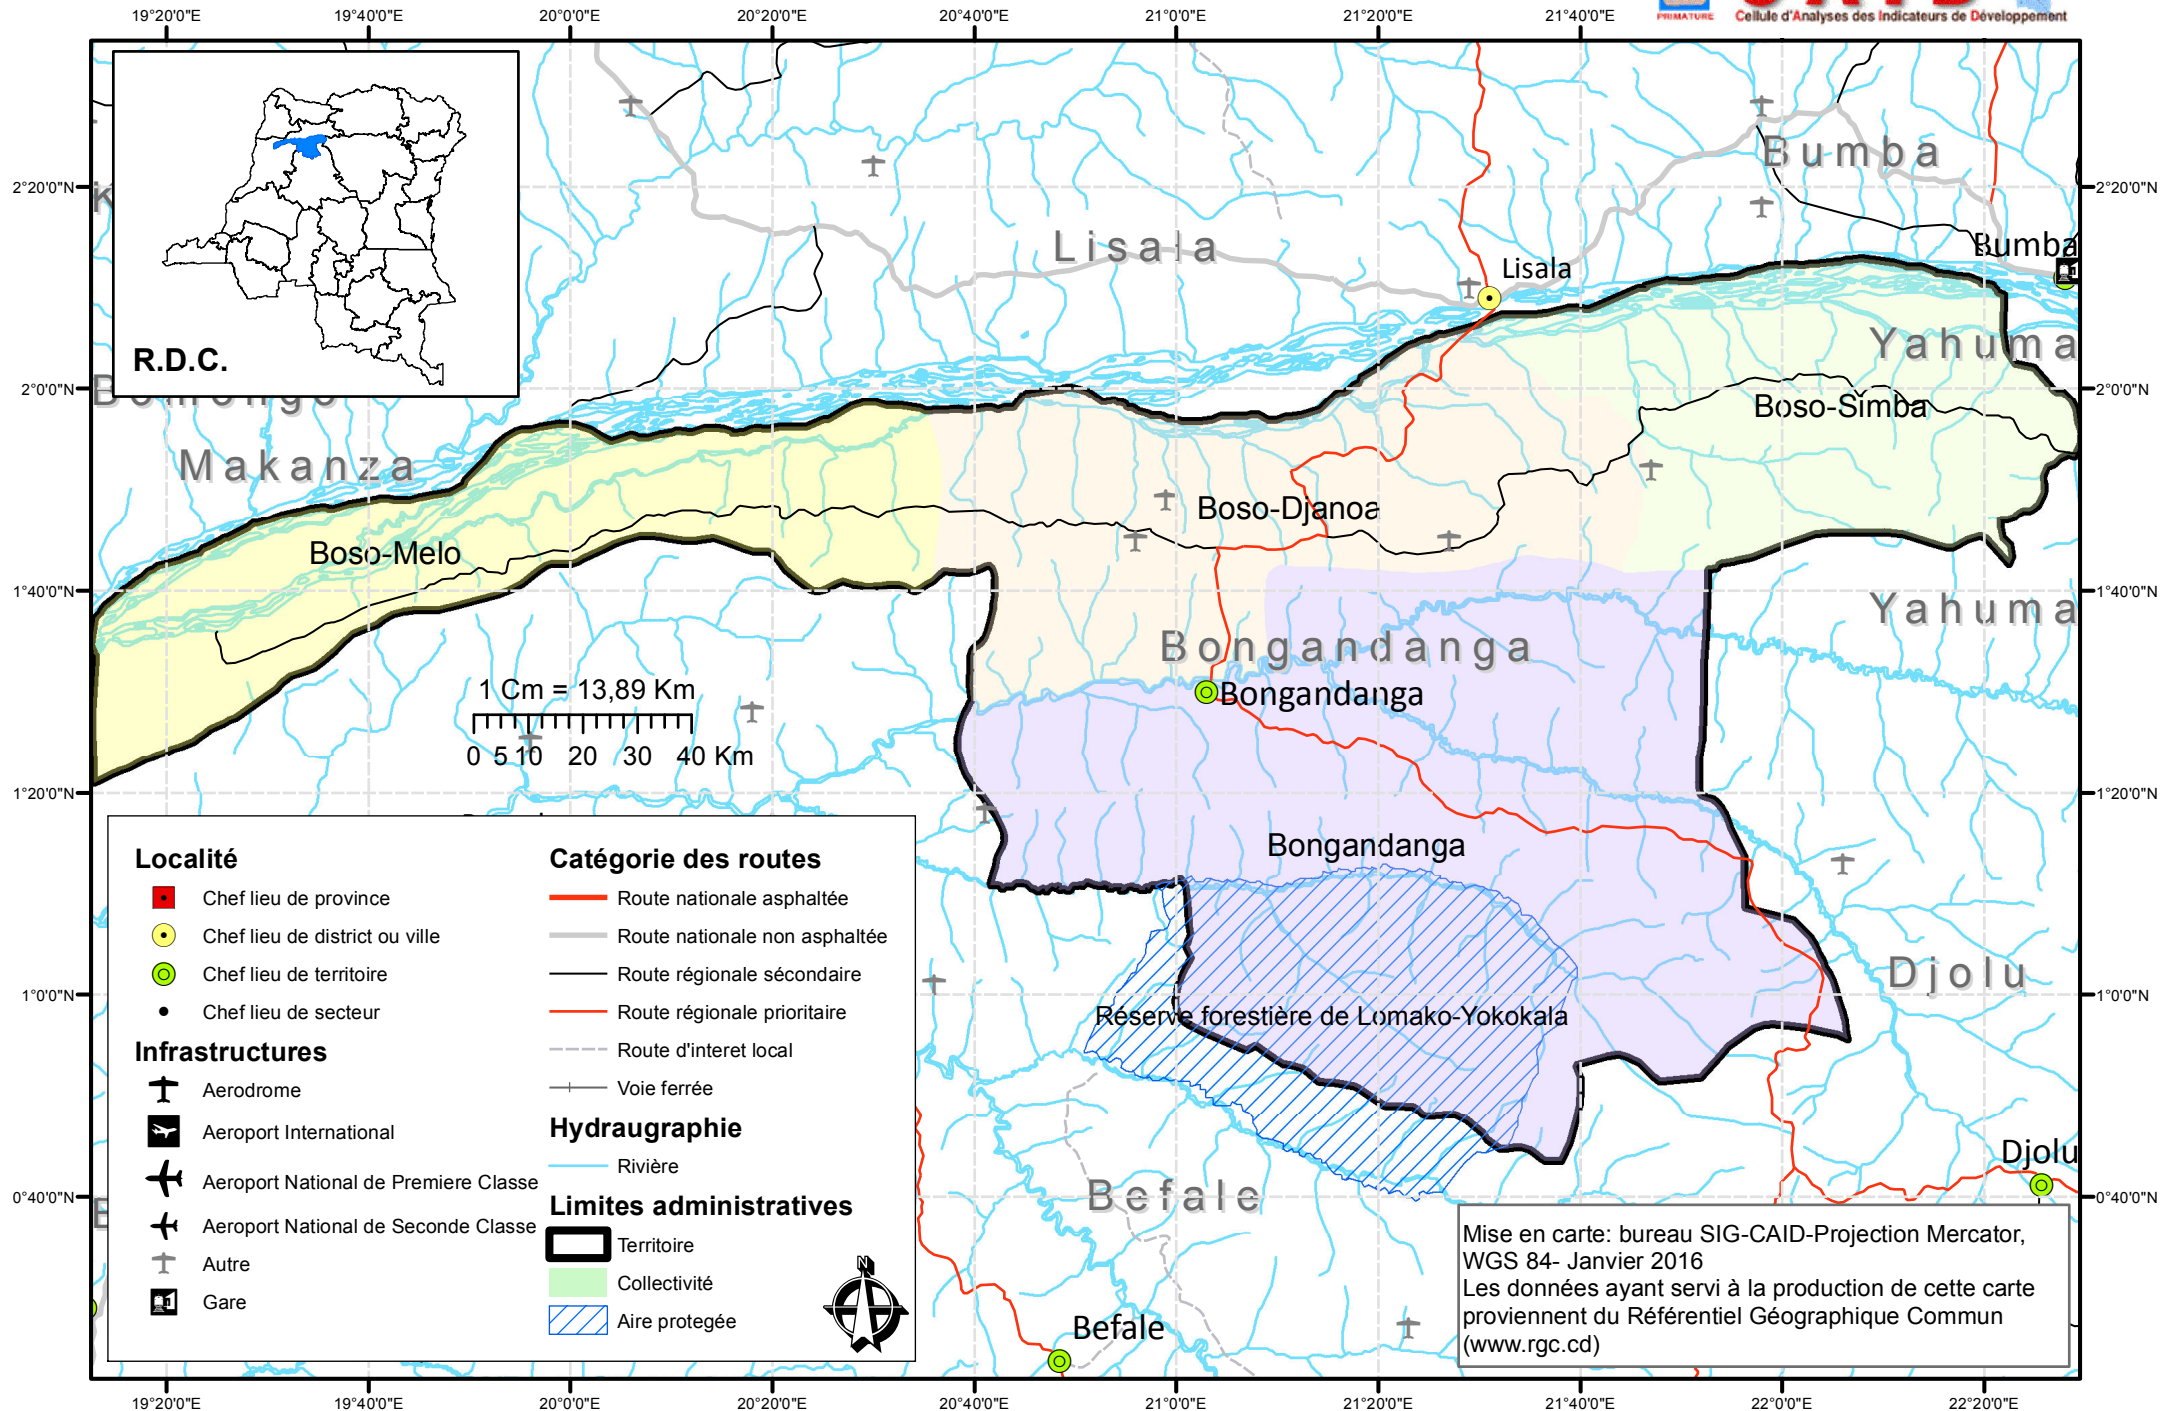 PRIMATURE
Cellule d'Analyses des Indicateurs de Développement
19°20'0"E 19°40'0"E 20°0'0"E 20°20'0"E 20°40'0"E 21°0'0"E 21°20'0"E 21°40'0"E
R.D.C.
Bumba
2°20'0"N 2°20'0"N
Lisala
Bumba
Lisala
Yahuma
2°0'0"N 2°0'0"N
Boso-Simba
Makanza
Boso-Djanoa
Boso-Melo
1°40'0"N 1°40'0"N
Yahuma
Bongandanga
Bongandanga
1 Cm = 13,89 Km
0 5 10 20 30 40 Km
1°20'0"N 1°20'0"N
Bongandanga
Djolu
1°0'0"N 1°0'0"N
Réserve forestière de Lomako-Yokokala
Djolu
0°40'0"N 0°40'0"N
Befale
Befale
Localité
Chef lieu de province
Chef lieu de district ou ville
Chef lieu de territoire
Chef lieu de secteur
Infrastructures
Aerodrome
Aeroport International
Aeroport National de Premiere Classe
Aeroport National de Seconde Classe
Autre
Gare
Catégorie des routes
Route nationale asphaltée
Route nationale non asphaltée
Route régionale sécondaire
Route régionale prioritaire
Route d'interet local
Voie ferrée
Hydraugraphie
Rivière
Limites administratives
Territoire
Collectivité
Aire protegée
N
Mise en carte: bureau SIG-CAID-Projection Mercator,
WGS 84- Janvier 2016
Les données ayant servi à la production de cette carte
proviennent du Référentiel Géographique Commun
(www.rgc.cd)
19°20'0"E 19°40'0"E 20°0'0"E 20°20'0"E 20°40'0"E 21°0'0"E 21°20'0"E 21°40'0"E 22°0'0"E 22°20'0"E